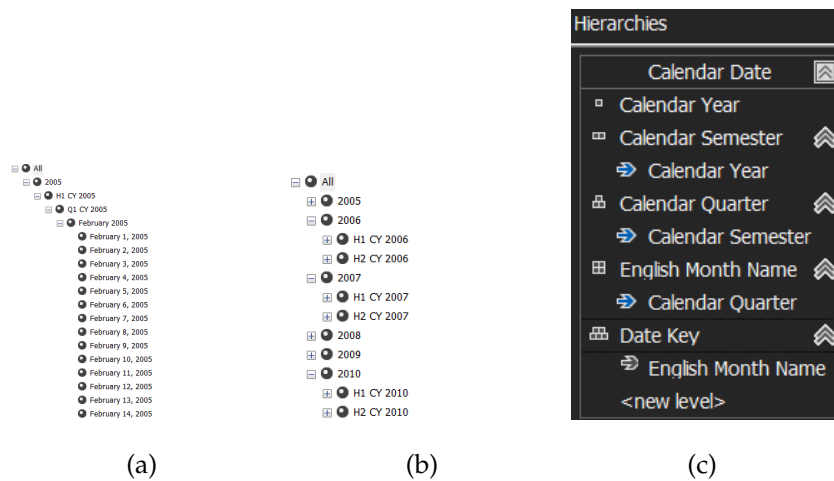 All
2005
H1 CY 2005
Q1 CY 2005
February 2005
February 1, 2005
February 2, 2005
February 3, 2005
February 4, 2005
February 5, 2005
February 6, 2005
February 7, 2005
February 8, 2005
February 9, 2005
February 10, 2005
February 11, 2005
February 12, 2005
February 13, 2005
February 14, 2005
(a)
All
2005
2006
H1 CY 2006
H2 CY 2006
2007
H1 CY 2007
H2 CY 2007
2008
2009
2010
H1 CY 2010
H2 CY 2010
(b)
Hierarchies
Calendar Date
Calendar Year
Calendar Semester
Calendar Year
Calendar Quarter
Calendar Semester
English Month Name
Calendar Quarter
Date Key
English Month Name
<new level>
(c)